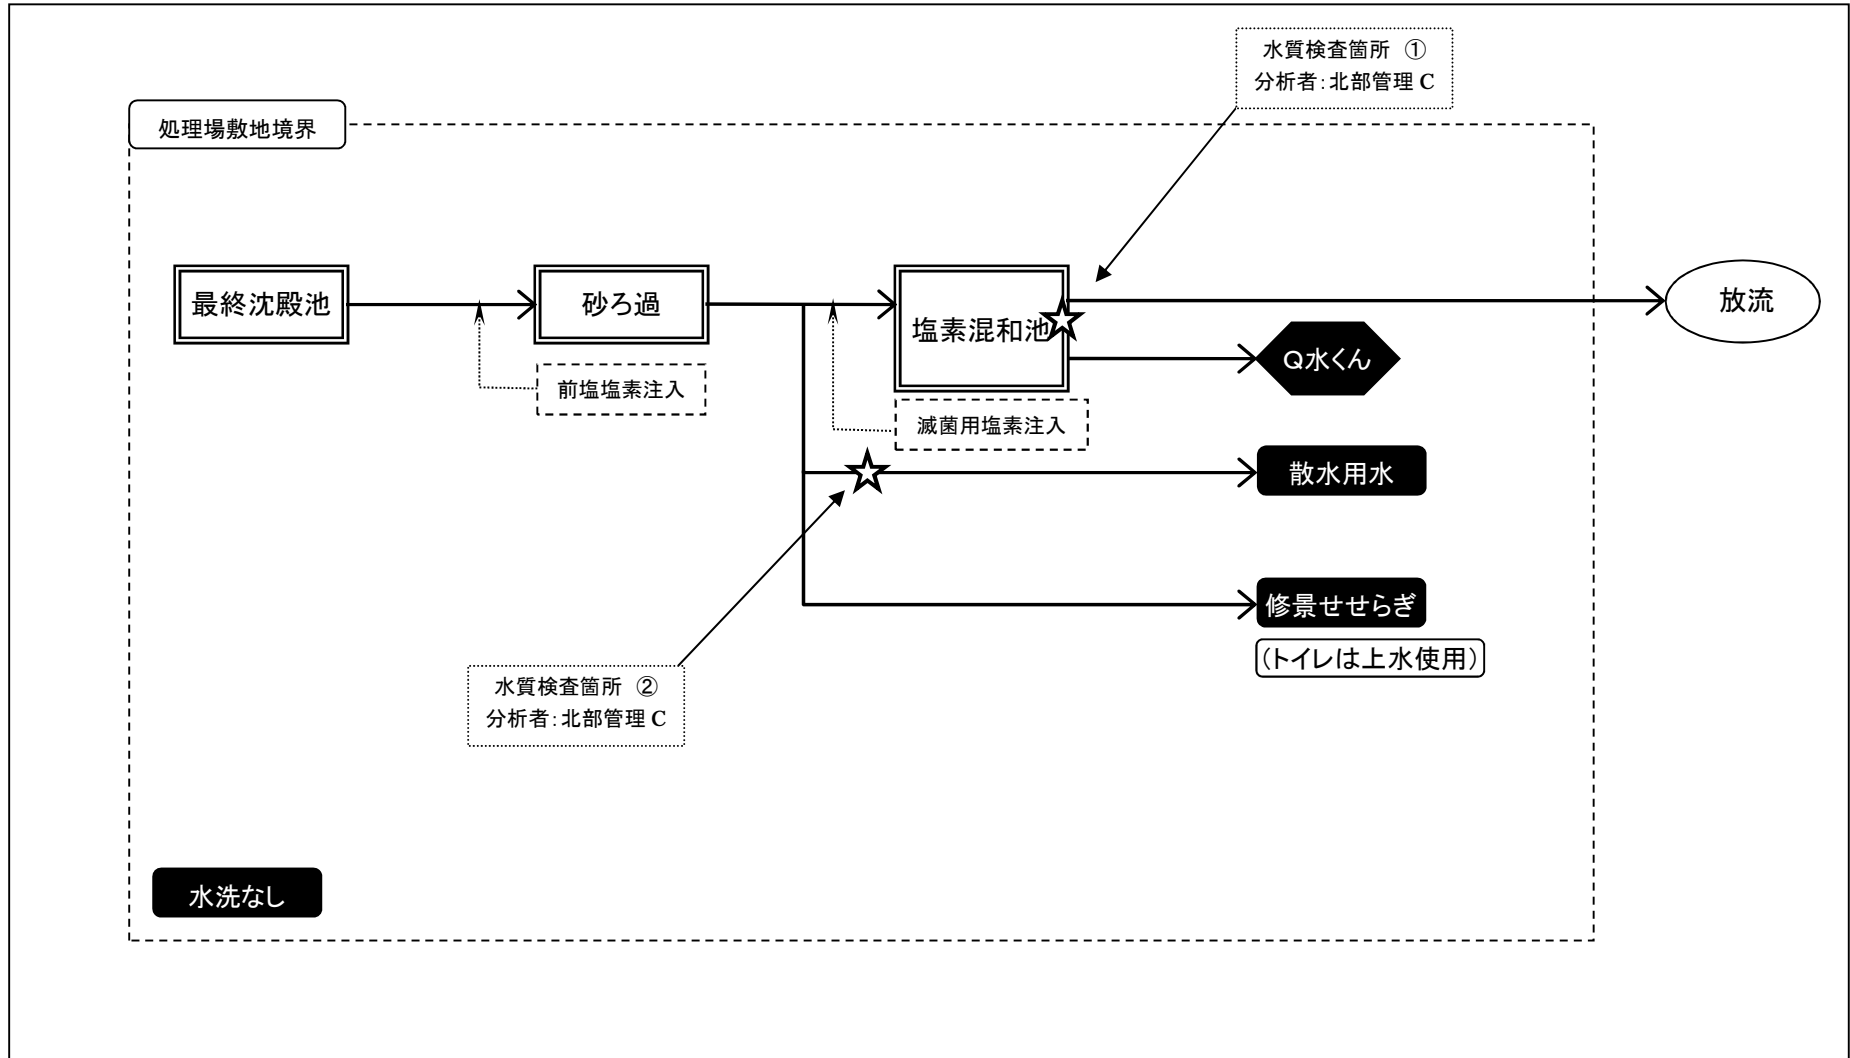 水質検査箇所 ①
分析者:北部管理 C
処理場敷地境界
最終沈殿池
砂ろ過
塩素混和池
放流
Q水くん
前塩塩素注入
滅菌用塩素注入
散水用水
修景せせらぎ
(トイレは上水使用)
水質検査箇所 ②
分析者:北部管理 C
水洗なし